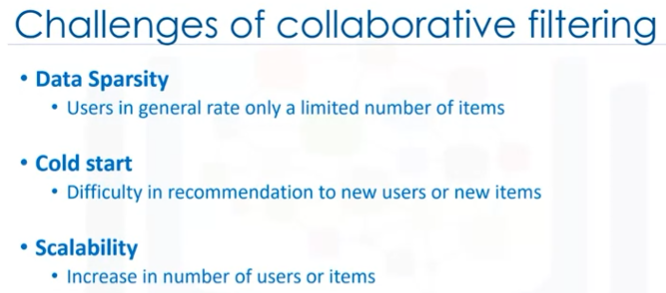 Challenges of collaborative filtering
• Data Sparsity
• Users in general rate only a limited number of items
• Cold start
• Difficulty in recommendation to new users or new items
• Scalability
• Increase in number of users or items